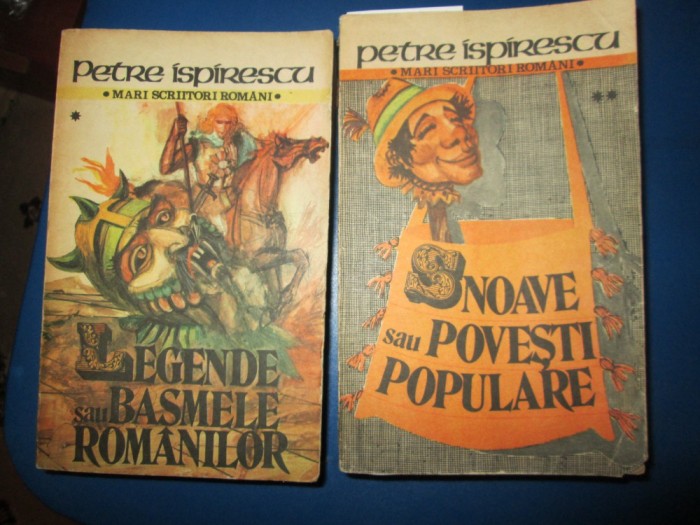 petre ispirescu
• MARI SCRIITORI ROMÂNI •
*
LEGENDE
sau BASMELE
ROMÂNILOR
petre ispirescu
• MARI SCRIITORI ROMÂNI •
**
SNOAVE
sau POVEȘTI
POPULARE